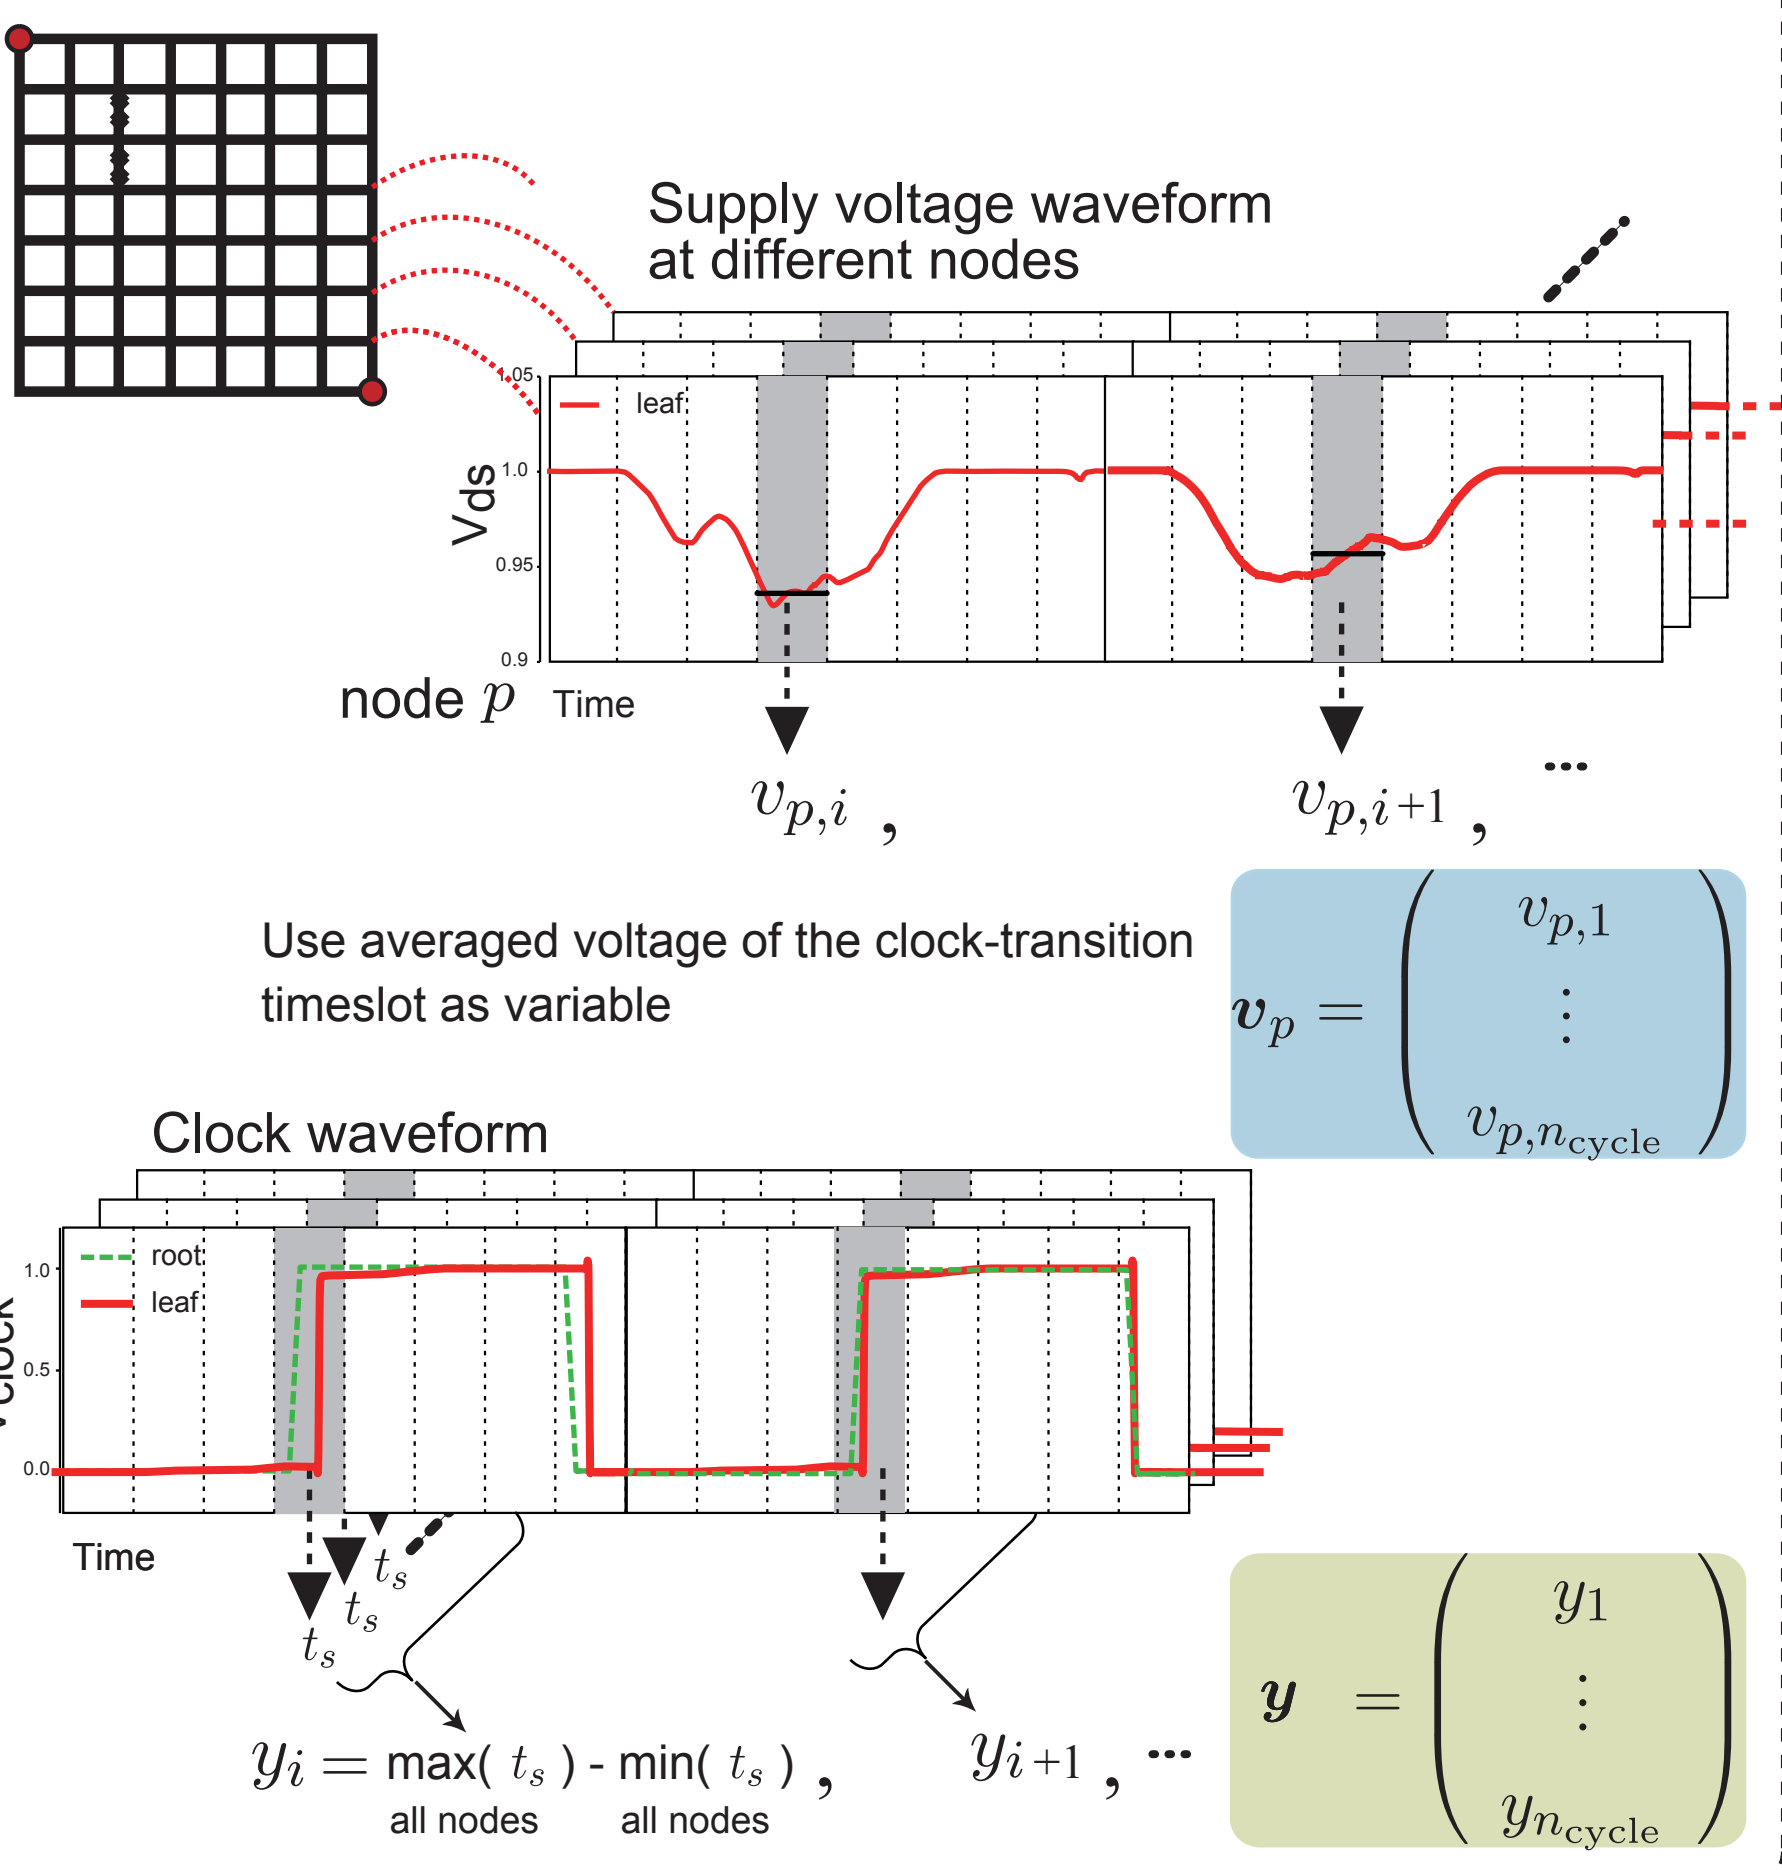 Supply voltage waveform
at different nodes
1.05
leaf
1.0
0.95
0.9
Vds
node p
Time
v_{p,i} ,
v_{p,i+1} ,
...
Use averaged voltage of the clock-transition
timeslot as variable
v_p = ( v_{p,1}
⋮
v_{p,n_cycle} )
Clock waveform
root
leaf
1.0
0.5
0.0
Time
t_s
t_s
t_s
y_i = max( t_s ) - min( t_s ) ,
all nodes
all nodes
y_{i+1} , ...
y = ( y_1
⋮
y_{n_cycle} )